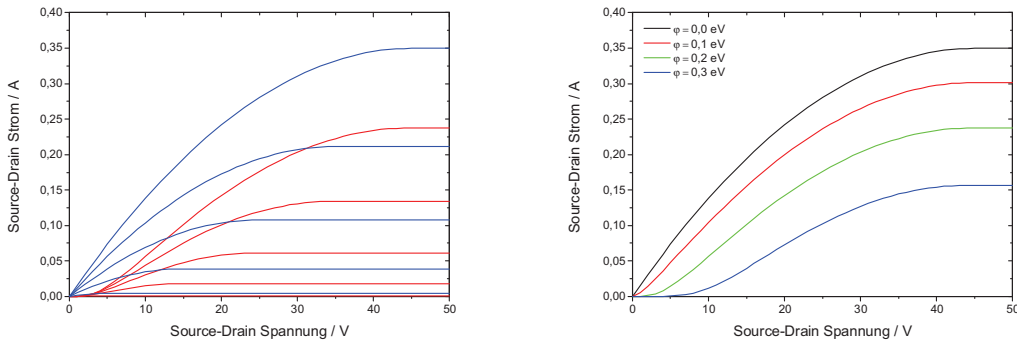 0,40
0,35
0,30
0,25
0,20
0,15
0,10
0,05
0,00
Source-Drain Strom / A
0 10 20 30 40 50
Source-Drain Spannung / V
0,40
0,35
0,30
0,25
0,20
0,15
0,10
0,05
0,00
Source-Drain Strom / A
φ = 0,0 eV
φ = 0,1 eV
φ = 0,2 eV
φ = 0,3 eV
0 10 20 30 40 50
Source-Drain Spannung / V